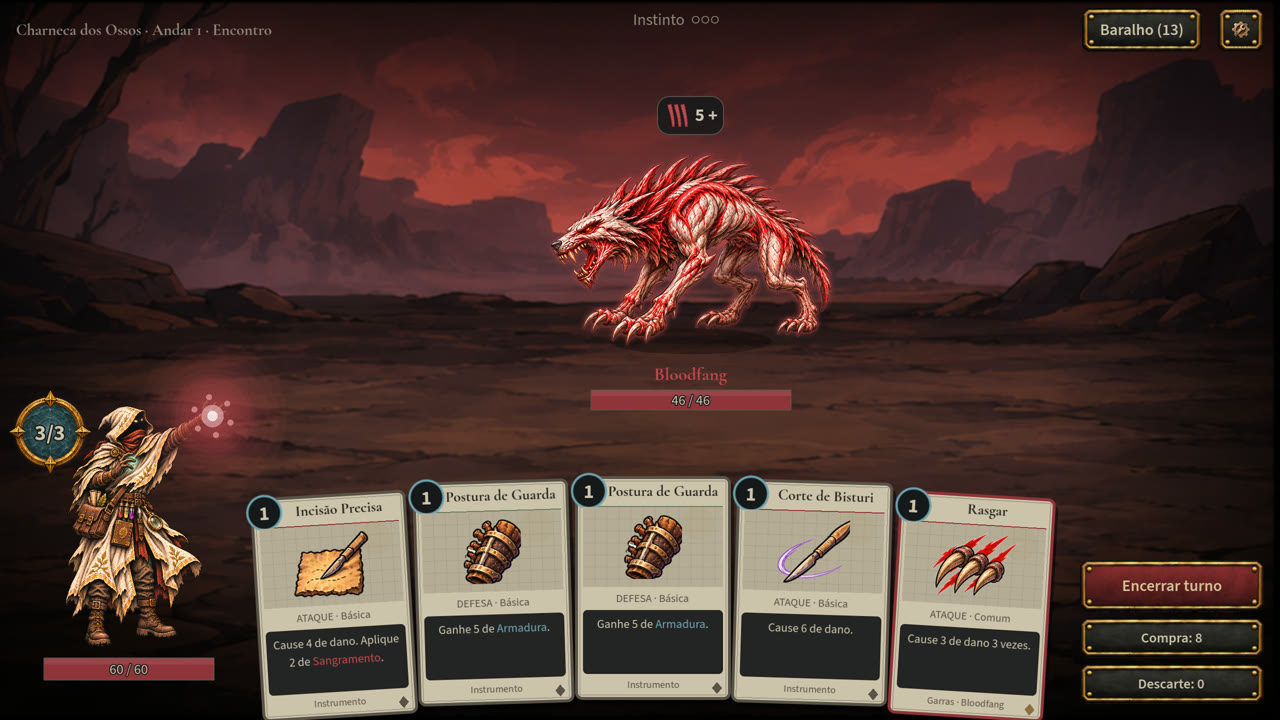 Charneca dos Ossos · Andar 1 · Encontro
Instinto
Baralho (13)
5 +
Bloodfang
46 / 46
3/3
60 / 60
1
Incisão Precisa
ATAQUE · Básica
Cause 4 de dano. Aplique
2 de Sangramento.
Instrumento
1
Postura de Guarda
DEFESA · Básica
Ganhe 5 de Armadura.
Instrumento
1
Postura de Guarda
DEFESA · Básica
Ganhe 5 de Armadura.
Instrumento
1
Corte de Bisturi
ATAQUE · Básica
Cause 6 de dano.
Instrumento
1
Rasgar
ATAQUE · Comum
Cause 3 de dano 3 vezes.
Garras · Bloodfang
Encerrar turno
Compra: 8
Descarte: 0